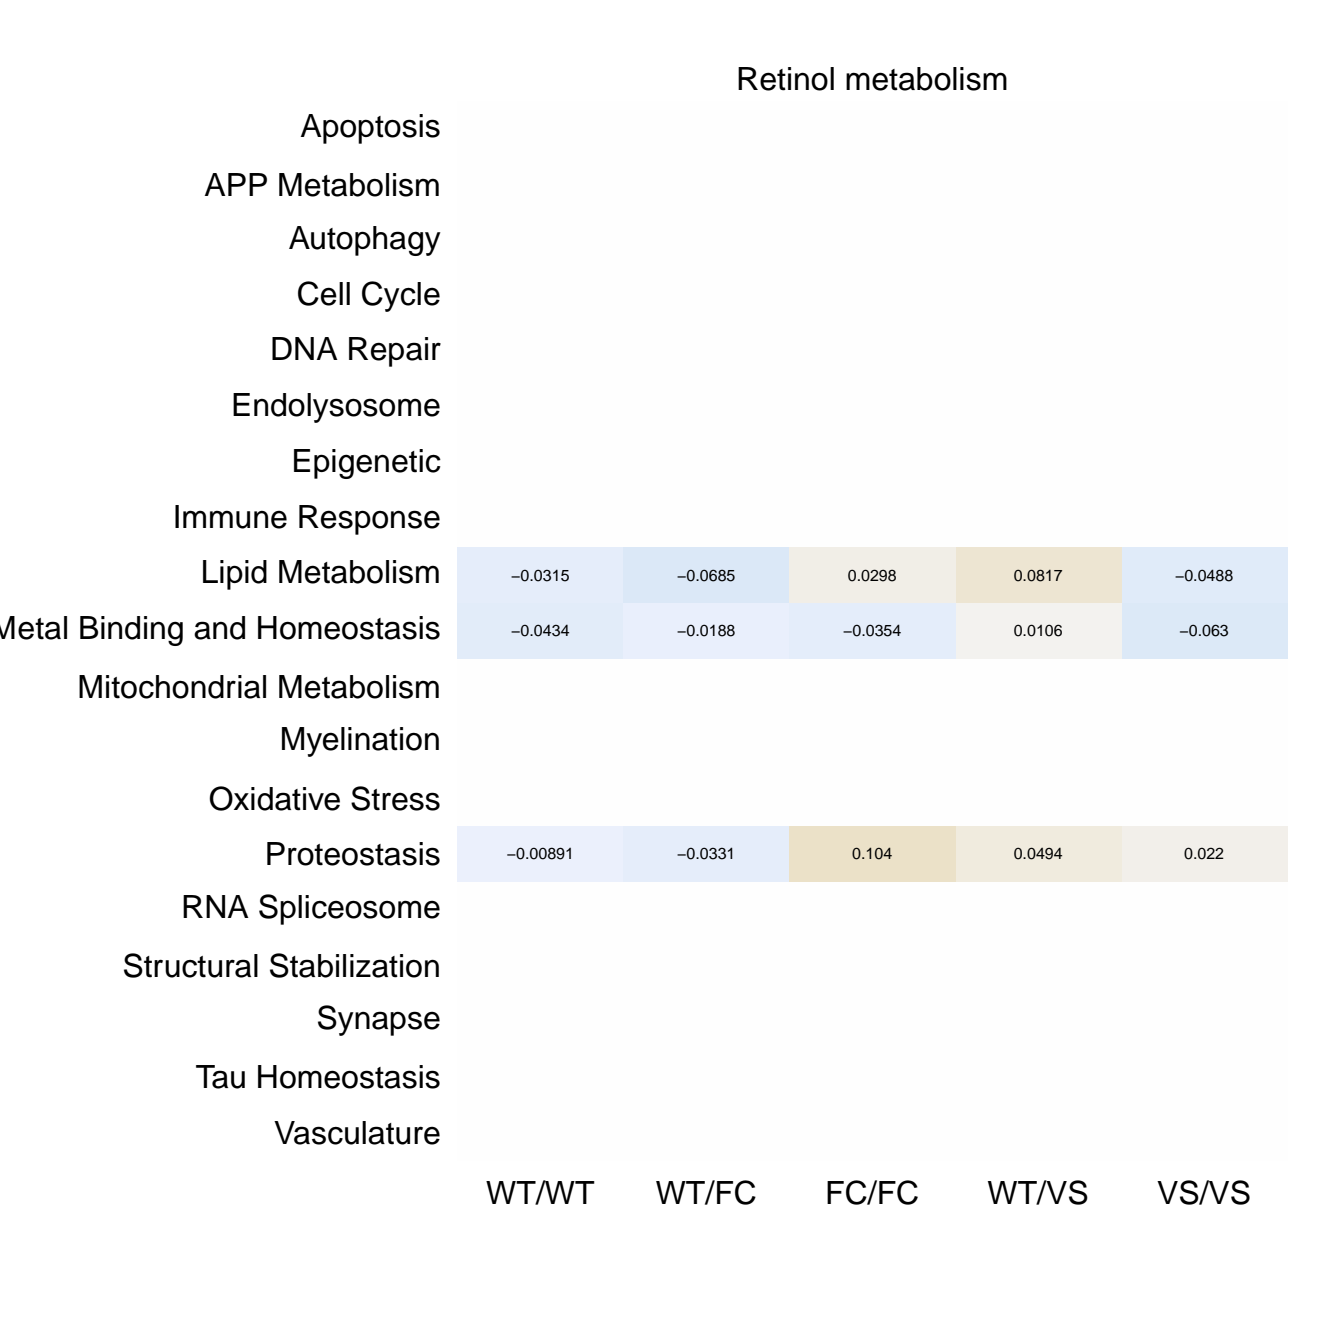 Retinol metabolism
Apoptosis
APP Metabolism
Autophagy
Cell Cycle
DNA Repair
Endolysosome
Epigenetic
Immune Response
Lipid Metabolism −0.0315 −0.0685 0.0298 0.0817 −0.0488
Metal Binding and Homeostasis −0.0434 −0.0188 −0.0354 0.0106 −0.063
Mitochondrial Metabolism
Myelination
Oxidative Stress
Proteostasis −0.00891 −0.0331 0.104 0.0494 0.022
RNA Spliceosome
Structural Stabilization
Synapse
Tau Homeostasis
Vasculature
WT/WT WT/FC FC/FC WT/VS VS/VS